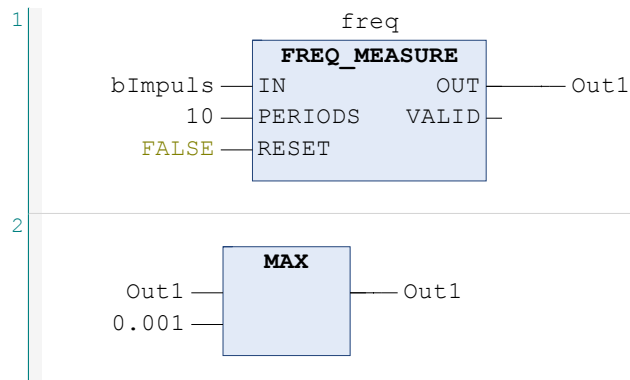 1
freq
FREQ_MEASURE
bImpuls IN OUT Out1
10 PERIODS VALID
FALSE RESET
2
MAX
Out1 Out1
0.001